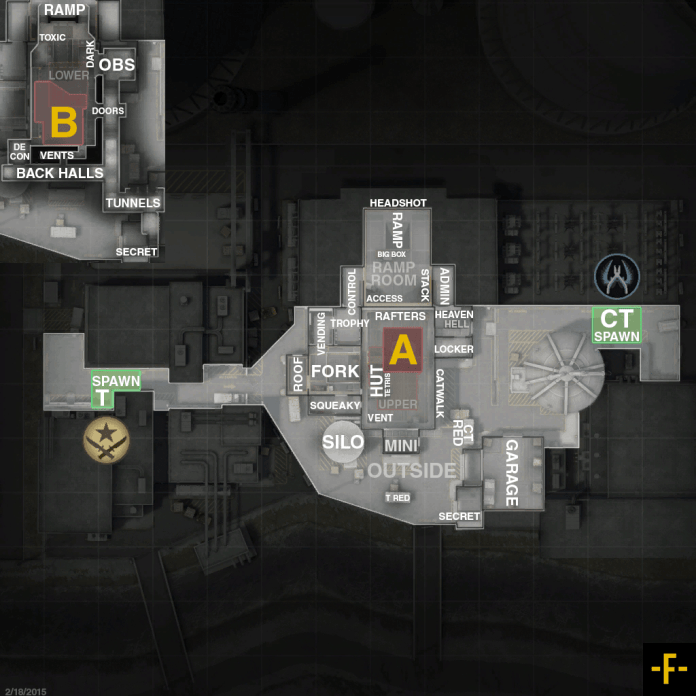 RAMP
TOXIC
DARK
OBS
LOWER
B
DOORS
DE
CON
VENTS
BACK HALLS
TUNNELS
SECRET
HEADSHOT
RAMP
BIG BOX
RAMP
ROOM
CONTROL
STACK
ADMIN
ACCESS
RAFTERS
HEAVEN
HELL
VENDING
TROPHY
A
LOCKER
CT
SPAWN
ROOF
FORK
HUT
TETRIS
CATWALK
SPAWN
T
SQUEAKY
UPPER
VENT
SILO
MINI
CT
RED
OUTSIDE
GARAGE
T RED
SECRET
-F-
2/18/2015